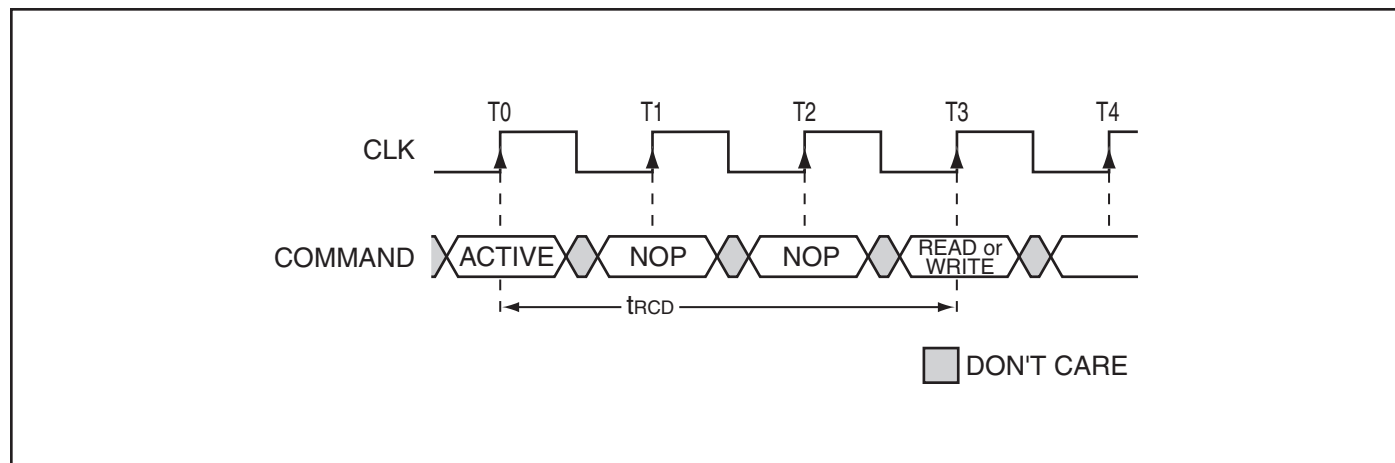 T0 T1 T2 T3 T4
CLK
COMMAND ACTIVE NOP NOP READ or
WRITE
tRCD
DON'T CARE